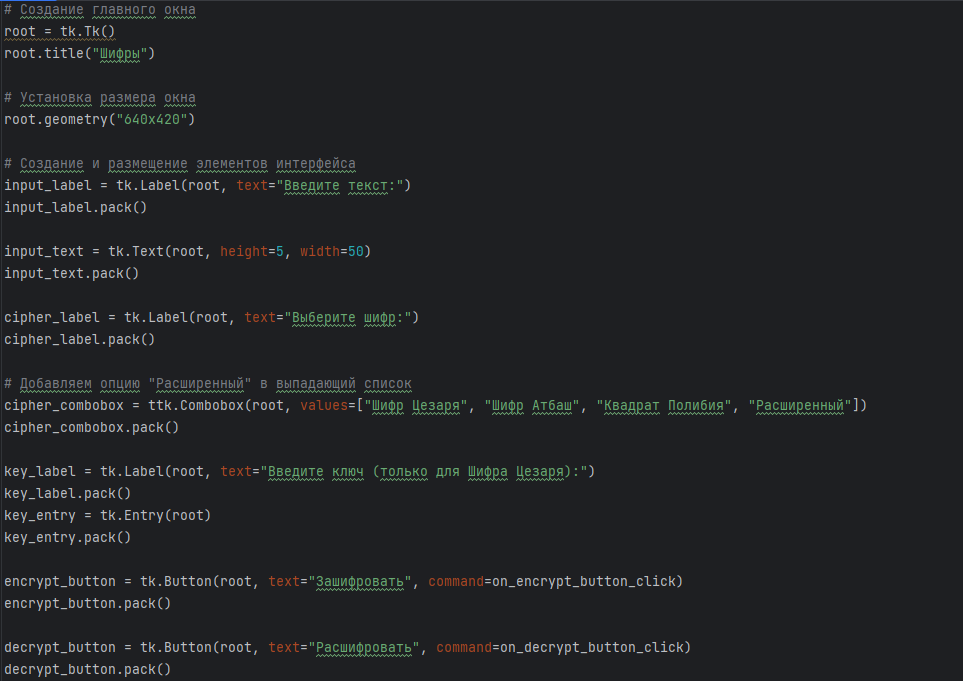 # Создание главного окна
root = tk.Tk()
root.title("Шифры")
# Установка размера окна
root.geometry("640x420")
# Создание и размещение элементов интерфейса
input_label = tk.Label(root, text="Введите текст:")
input_label.pack()
input_text = tk.Text(root, height=5, width=50)
input_text.pack()
cipher_label = tk.Label(root, text="Выберите шифр:")
cipher_label.pack()
# Добавляем опцию "Расширенный" в выпадающий список
cipher_combobox = ttk.Combobox(root, values=["Шифр Цезаря", "Шифр Атбаш", "Квадрат Полибия", "Расширенный"])
cipher_combobox.pack()
key_label = tk.Label(root, text="Введите ключ (только для Шифра Цезаря):")
key_label.pack()
key_entry = tk.Entry(root)
key_entry.pack()
encrypt_button = tk.Button(root, text="Зашифровать", command=on_encrypt_button_click)
encrypt_button.pack()
decrypt_button = tk.Button(root, text="Расшифровать", command=on_decrypt_button_click)
decrypt_button.pack()